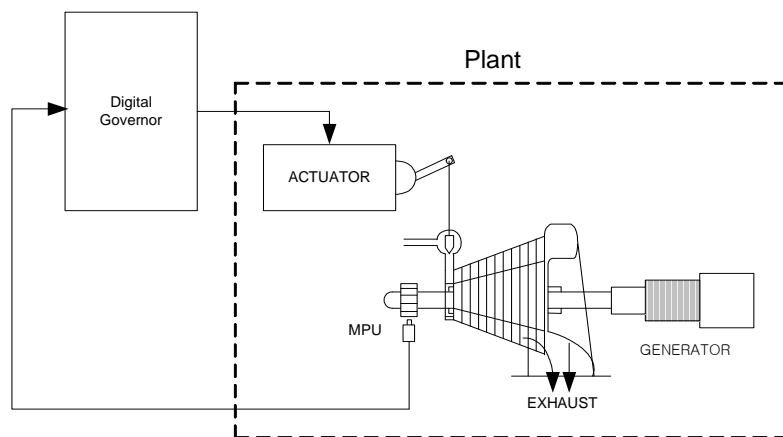 Plant
Digital
Governor
ACTUATOR
MPU
GENERATOR
EXHAUST